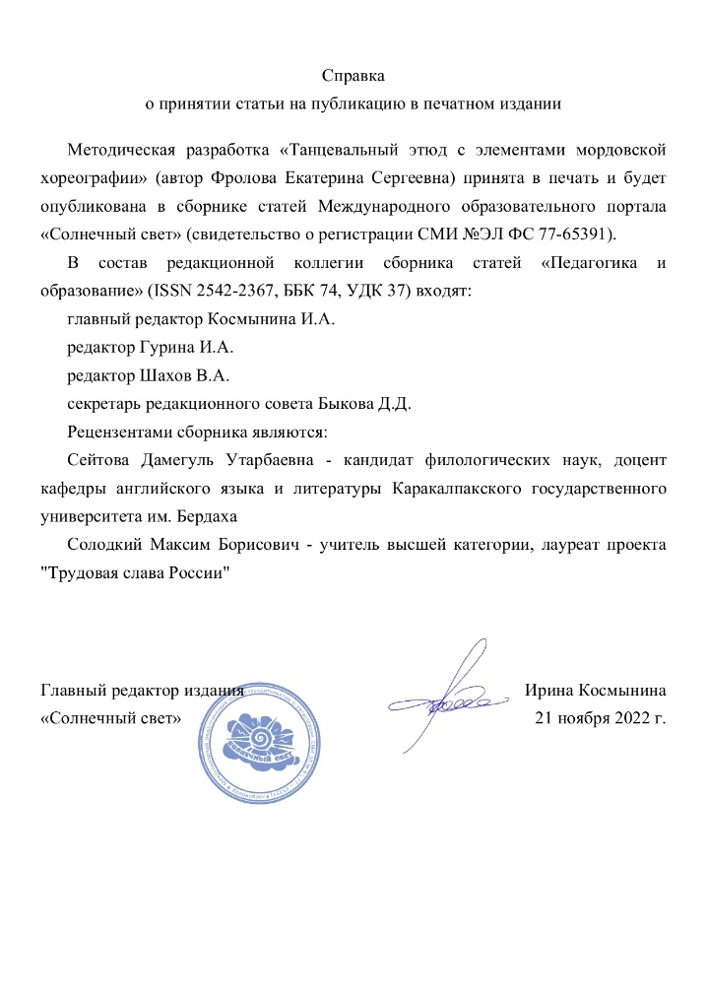 Справка
о принятии статьи на публикацию в печатном издании
Методическая разработка «Танцевальный этюд с элементами мордовской
хореографии» (автор Фролова Екатерина Сергеевна) принята в печать и будет
опубликована в сборнике статей Международного образовательного портала
«Солнечный свет» (свидетельство о регистрации СМИ №ЭЛ ФС 77-65391).
В состав редакционной коллегии сборника статей «Педагогика и
образование» (ISSN 2542-2367, ББК 74, УДК 37) входят:
главный редактор Космынина И.А.
редактор Гурина И.А.
редактор Шахов В.А.
секретарь редакционного совета Быкова Д.Д.
Рецензентами сборника являются:
Сейтова Дамегуль Утарбаевна - кандидат филологических наук, доцент
кафедры английского языка и литературы Каракалпакского государственного
университета им. Бердаха
Солодкий Максим Борисович - учитель высшей категории, лауреат проекта
"Трудовая слава России"
Главный редактор издания Ирина Космынина
«Солнечный свет» 21 ноября 2022 г.
СОЛНЕЧНЫЙ СВЕТ